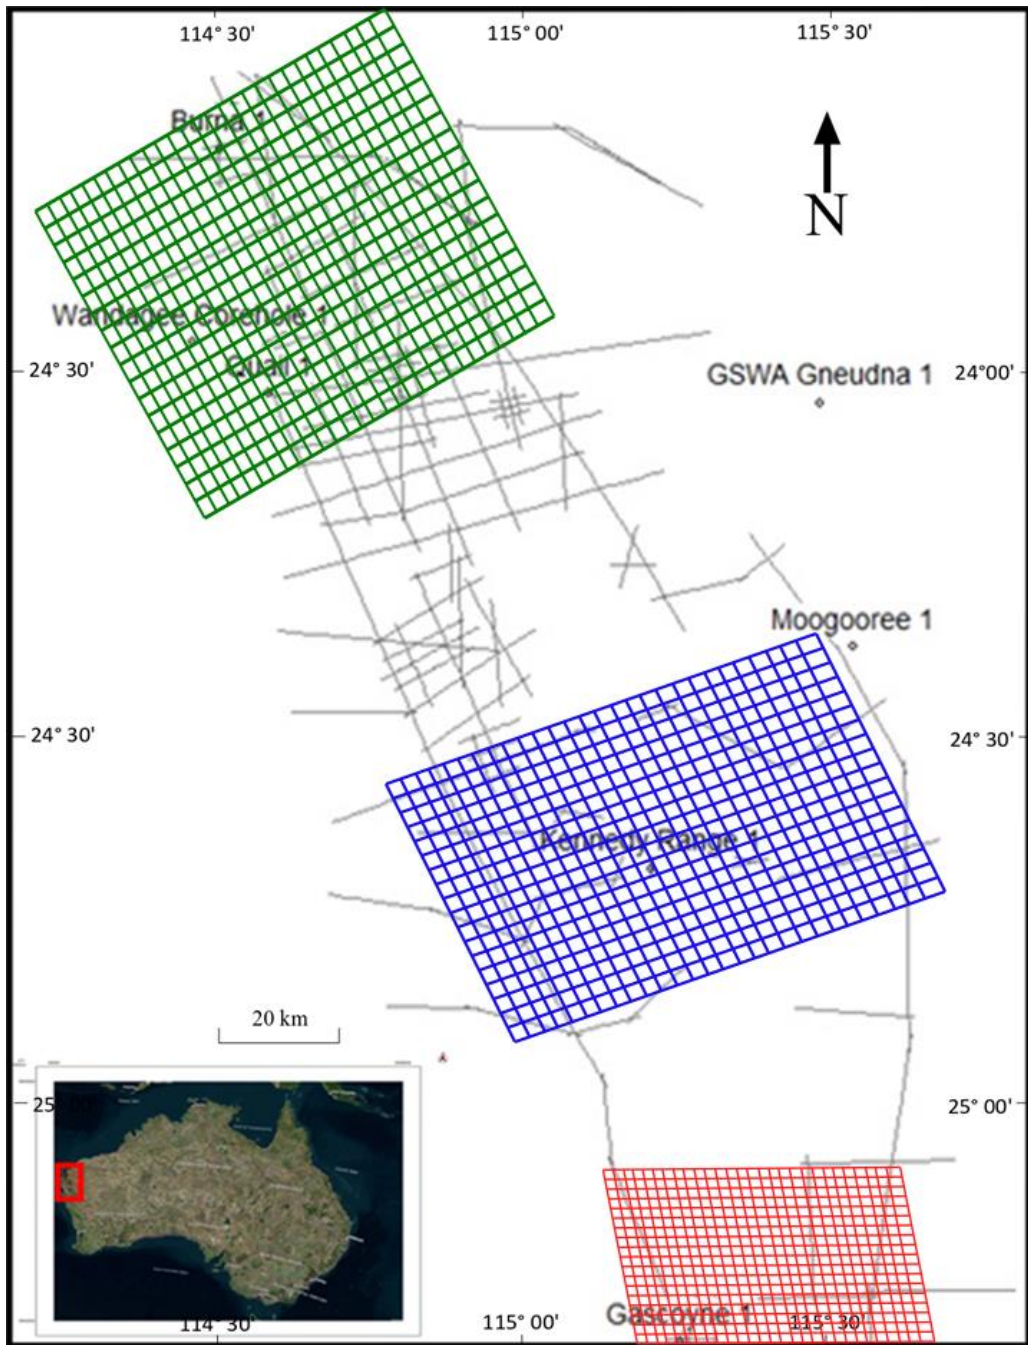 114° 30'
115° 00'
115° 30'
Burna 1
N
Wandagee Corehole 1
Quail 1
24° 30'
GSWA Gneudna 1
24°00'
Moogooree 1
24° 30'
24° 30'
Kennedy Range 1
20 km
25° 00'
25° 00'
Gascoyne 1
114° 30'
115° 00'
115° 30'